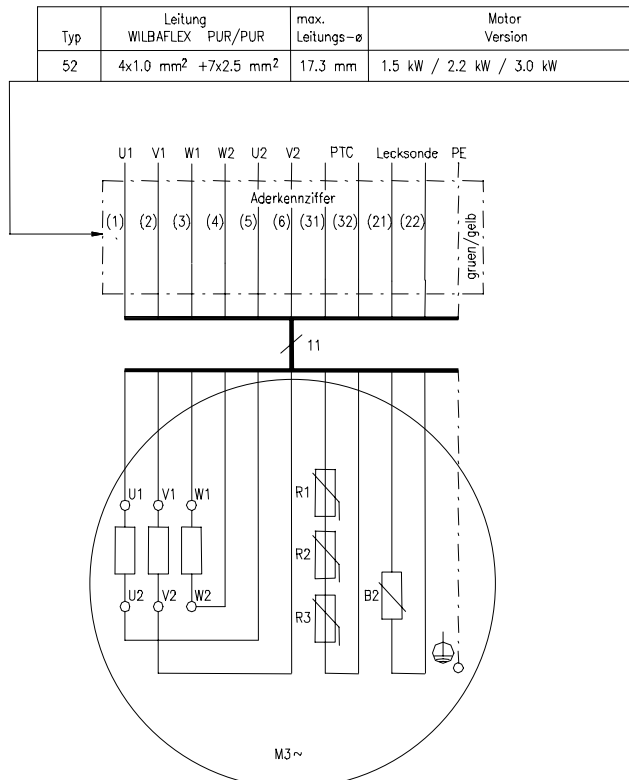 Typ
Leitung
WILBAFLEX PUR/PUR
max.
Leitungs-ø
Motor
Version
52
4x1.0 mm² +7x2.5 mm²
17.3 mm
1.5 kW / 2.2 kW / 3.0 kW
U1 V1 W1 W2 U2 V2 PTC Lecksonde PE
Aderkennziffer
(1) (2) (3) (4) (5) (6) (31) (32) (21) (22)
gruen/gelb
11
U1 V1 W1
R1
R2
R3
B2
U2 V2 W2
M3~